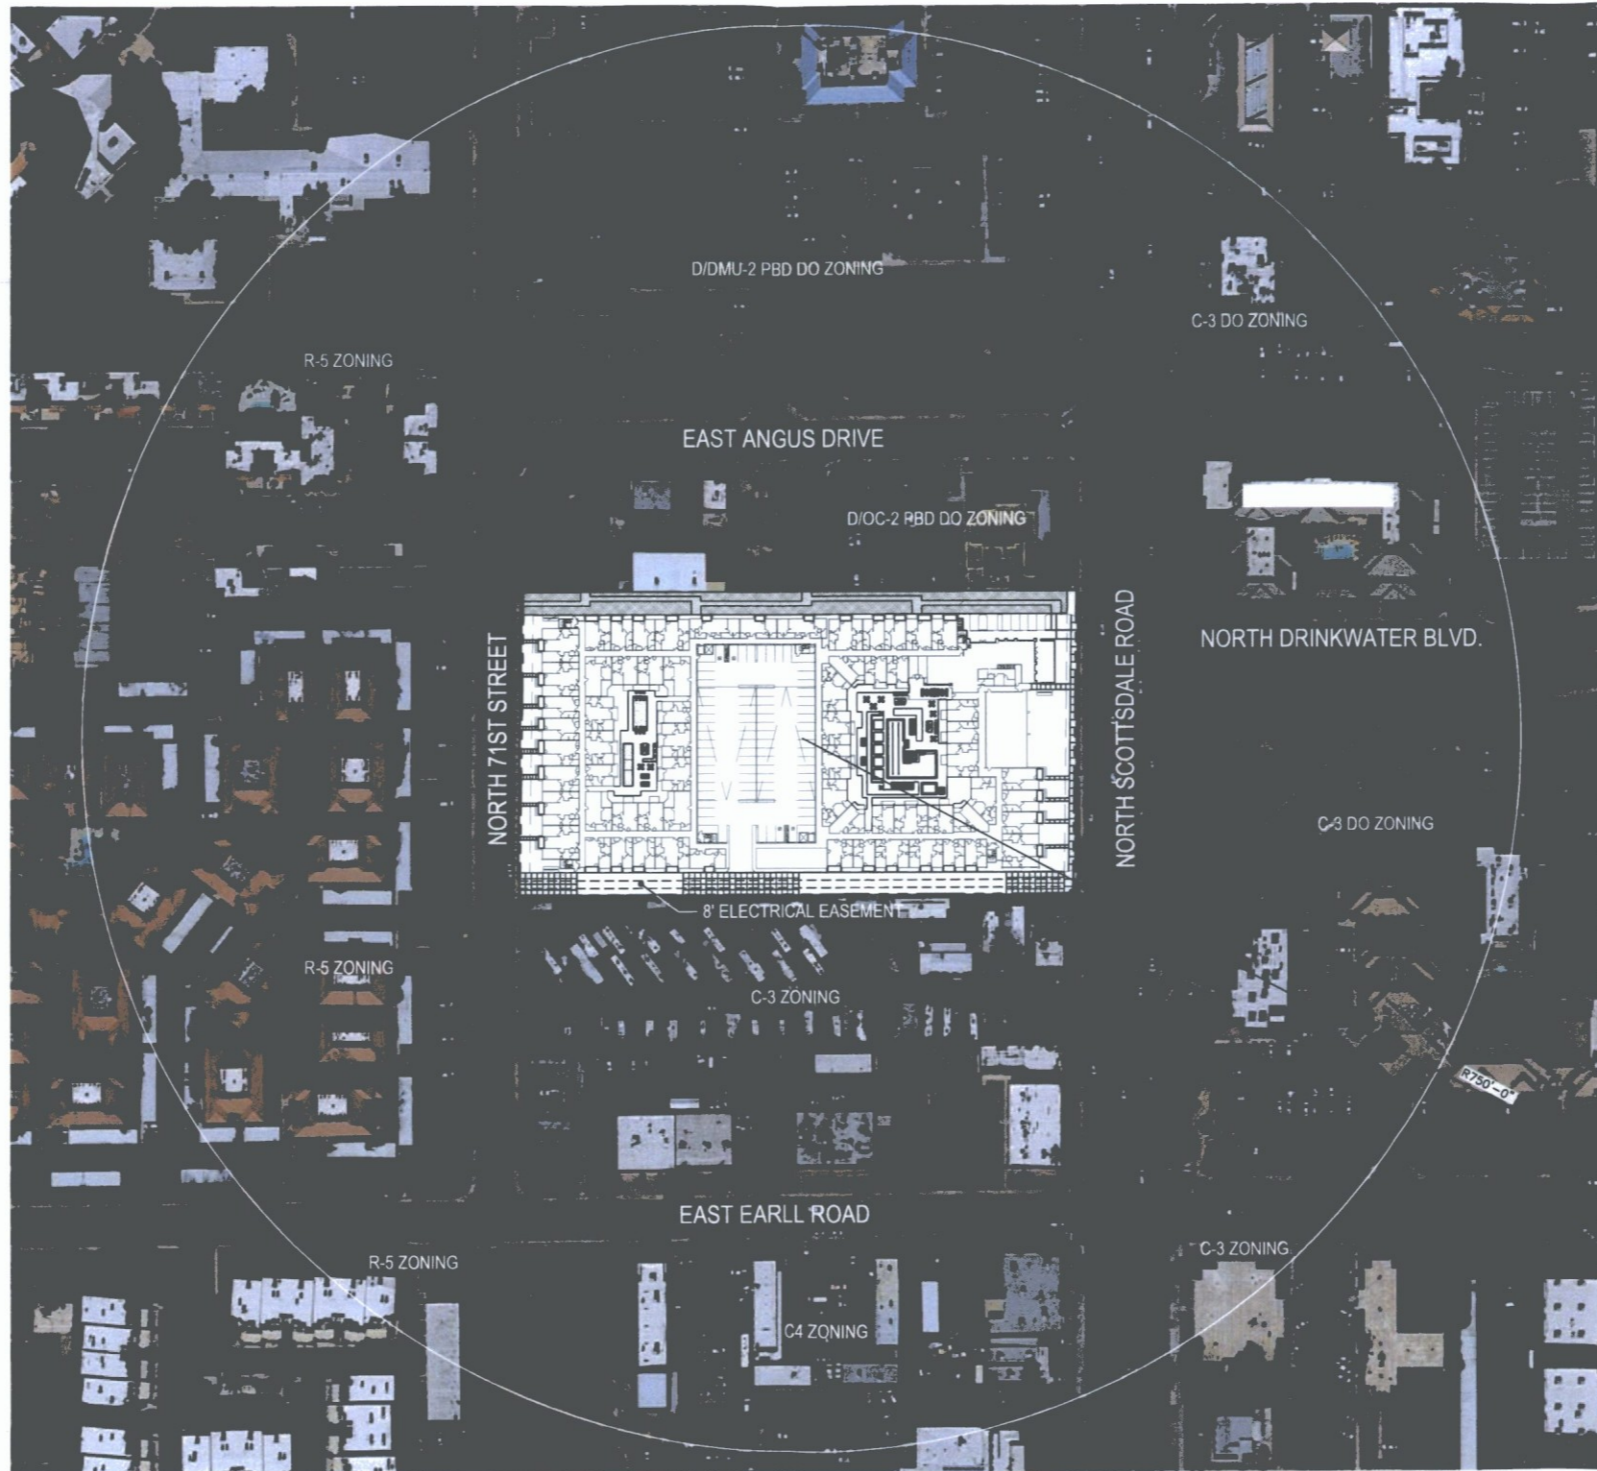 D/DMU-2 PBD DO ZONING
C-3 DO ZONING
R-5 ZONING
EAST ANGUS DRIVE
D/OC-2 PBD DO ZONING
NORTH 71ST STREET
NORTH SCOTTSDALE ROAD
NORTH DRINKWATER BLVD.
C-3 DO ZONING
8' ELECTRICAL EASEMENT
R-5 ZONING
C-3 ZONING
R750'-0"
EAST EARLL ROAD
R-5 ZONING
C-3 ZONING
C4 ZONING